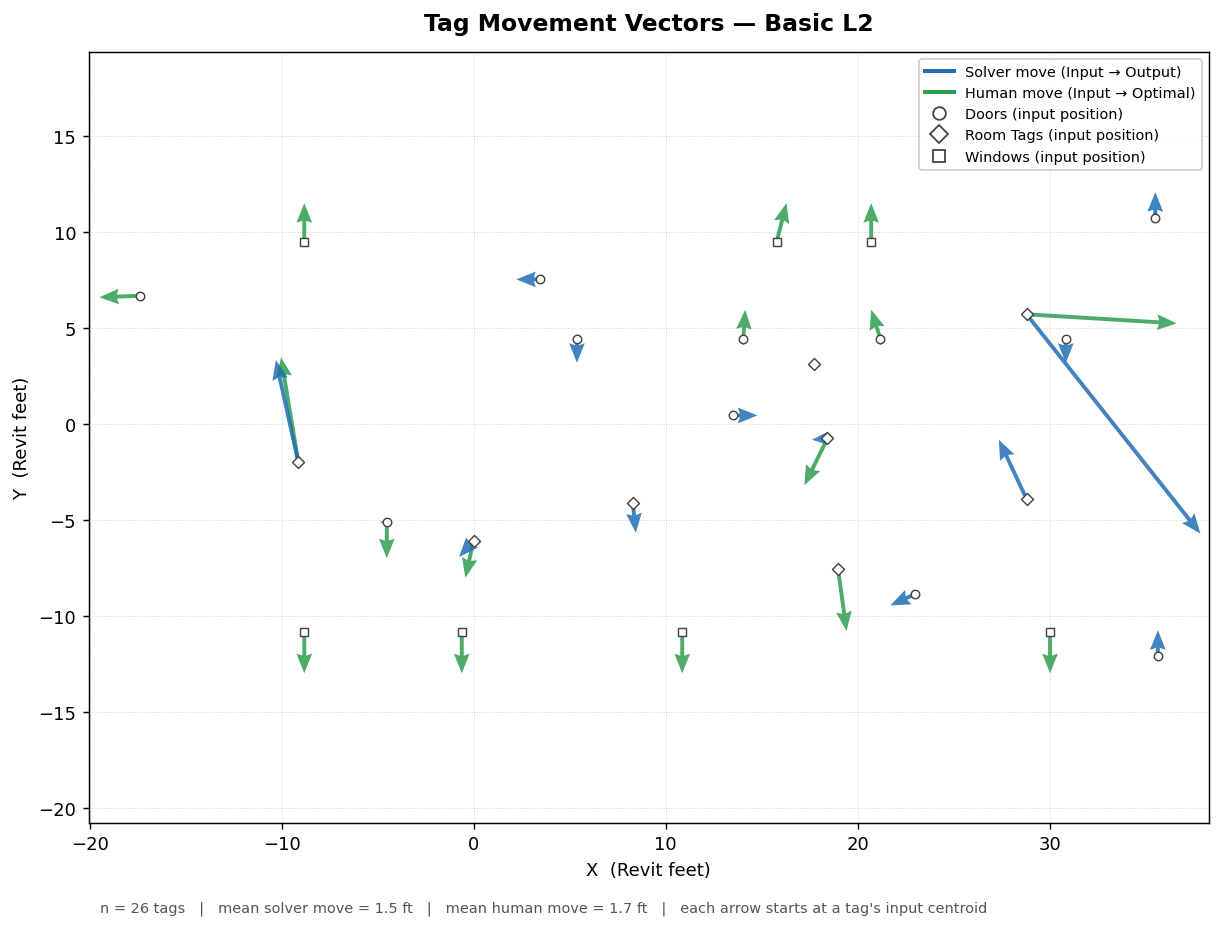 Tag Movement Vectors — Basic L2
Solver move (Input → Output)
Human move (Input → Optimal)
Doors (input position)
Room Tags (input position)
Windows (input position)
15
10
5
0
−5
−10
−15
−20
Y (Revit feet)
−20 −10 0 10 20 30
X (Revit feet)
n = 26 tags | mean solver move = 1.5 ft | mean human move = 1.7 ft | each arrow starts at a tag's input centroid